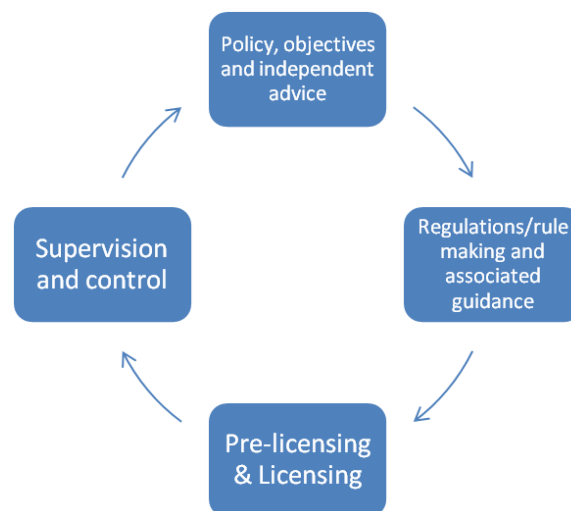 Policy, objectives
and independent
advice
Regulations/rule
making and
associated
guidance
Pre-licensing
& Licensing
Supervision
and control